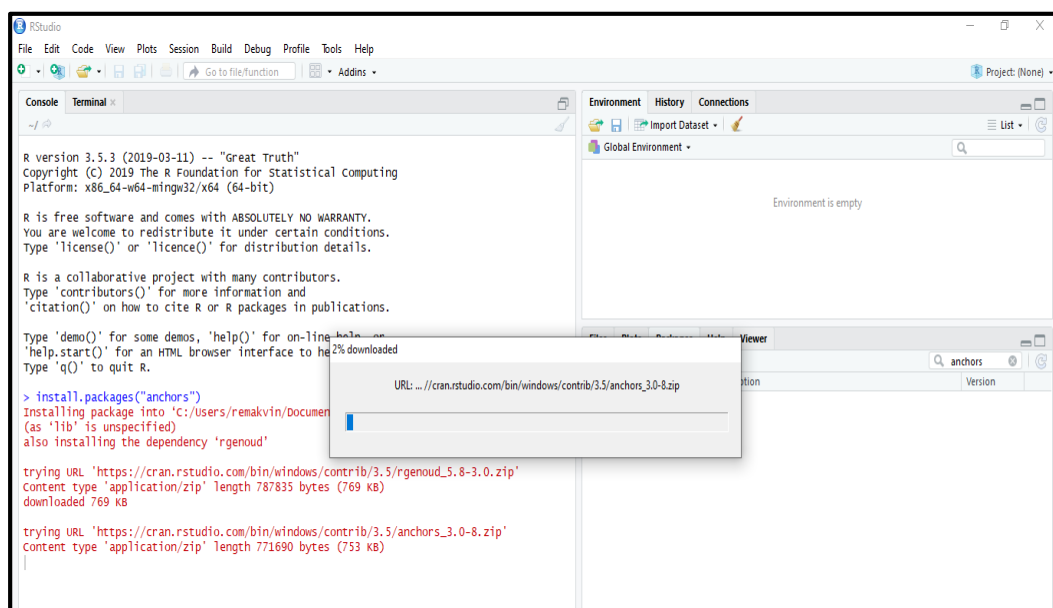 RStudio
File Edit Code View Plots Session Build Debug Profile Tools Help
Go to file/function Addins
Project: (None)
Console Terminal
~/
R version 3.5.3 (2019-03-11) -- "Great Truth"
Copyright (C) 2019 The R Foundation for Statistical Computing
Platform: x86_64-w64-mingw32/x64 (64-bit)
R is free software and comes with ABSOLUTELY NO WARRANTY.
You are welcome to redistribute it under certain conditions.
Type 'license()' or 'licence()' for distribution details.
R is a collaborative project with many contributors.
Type 'contributors()' for more information and
'citation()' on how to cite R or R packages in publications.
Type 'demo()' for some demos, 'help()' for on-line help, or
'help.start()' for an HTML browser interface to he
Type 'q()' to quit R.
> install.packages("anchors")
Installing package into 'C:/Users/remakvin/Documen
(as 'lib' is unspecified)
also installing the dependency 'rgenoud'
trying URL 'https://cran.rstudio.com/bin/windows/contrib/3.5/rgenoud_5.8-3.0.zip'
Content type 'application/zip' length 787835 bytes (769 KB)
downloaded 769 KB
trying URL 'https://cran.rstudio.com/bin/windows/contrib/3.5/anchors_3.0-8.zip'
Content type 'application/zip' length 771690 bytes (753 KB)
2% downloaded
URL: ... //cran.rstudio.com/bin/windows/contrib/3.5/anchors_3.0-8.zip
Environment History Connections
Import Dataset List
Global Environment
Environment is empty
Files Plots Packages Help Viewer
anchors
ption Version